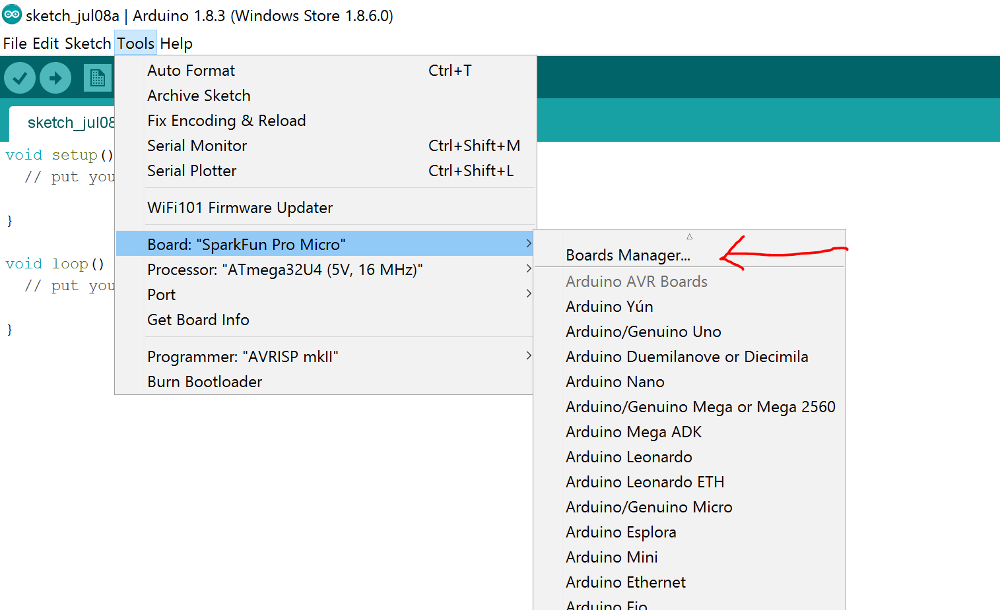 sketch_jul08a | Arduino 1.8.3 (Windows Store 1.8.6.0)
File Edit Sketch Tools Help
Auto Format Ctrl+T
Archive Sketch
Fix Encoding & Reload
Serial Monitor Ctrl+Shift+M
Serial Plotter Ctrl+Shift+L
WiFi101 Firmware Updater
Board: "SparkFun Pro Micro"
Processor: "ATmega32U4 (5V, 16 MHz)"
Port
Get Board Info
Programmer: "AVRISP mkII"
Burn Bootloader
Boards Manager...
Arduino AVR Boards
Arduino Yún
Arduino/Genuino Uno
Arduino Duemilanove or Diecimila
Arduino Nano
Arduino/Genuino Mega or Mega 2560
Arduino Mega ADK
Arduino Leonardo
Arduino Leonardo ETH
Arduino/Genuino Micro
Arduino Esplora
Arduino Mini
Arduino Ethernet
Arduino Fio
sketch_jul08
void setup()
// put you
}
void loop()
// put you
}